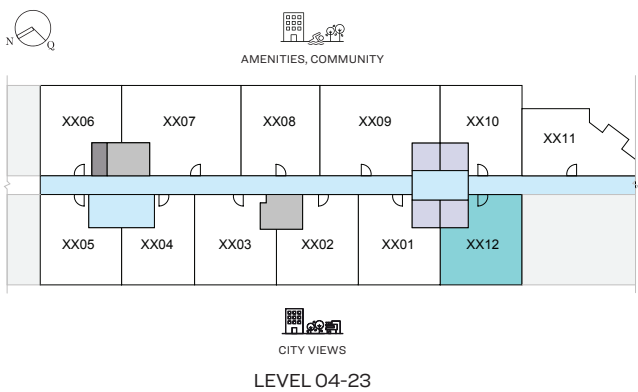 N
Q
AMENITIES, COMMUNITY
XX06
XX07
XX08
XX09
XX10
XX11
XX05
XX04
XX03
XX02
XX01
XX12
CITY VIEWS
LEVEL 04-23